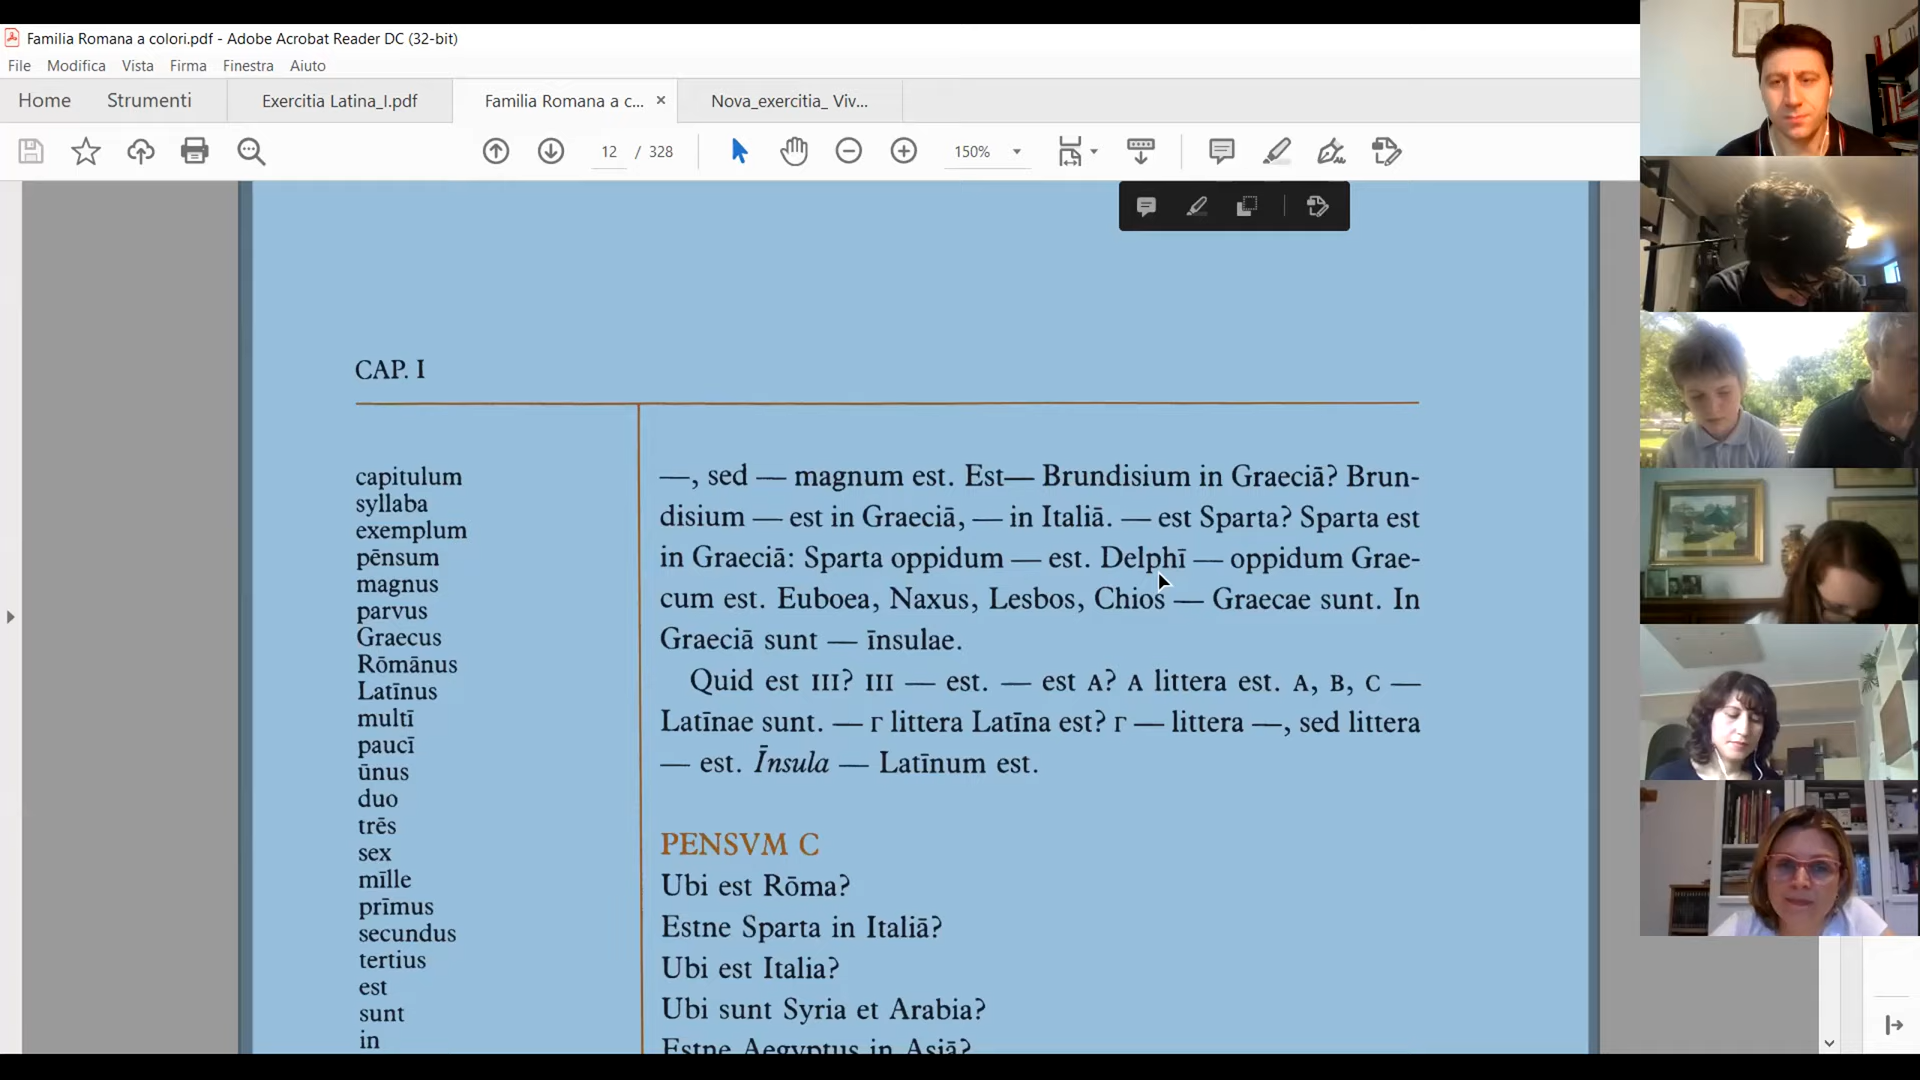 Familia Romana a colori.pdf - Adobe Acrobat Reader DC (32-bit)
File Modifica Vista Firma Finestra Aiuto
Home Strumenti Exercitia Latina_I.pdf Familia Romana a c... × Nova_exercitia_ Viv...
12 / 328 150%
CAP. I
capitulum
syllaba
exemplum
pēnsum
magnus
parvus
Graecus
Rōmānus
Latīnus
multī
paucī
ūnus
duo
trēs
sex
mīlle
prīmus
secundus
tertius
est
sunt
in
—, sed — magnum est. Est— Brundisium in Graeciā? Brun-
disium — est in Graeciā, — in Italiā. — est Sparta? Sparta est
in Graeciā: Sparta oppidum — est. Delphī — oppidum Grae-
cum est. Euboea, Naxus, Lesbos, Chios — Graecae sunt. In
Graeciā sunt — īnsulae.
Quid est III? III — est. — est A? A littera est. A, B, C —
Latīnae sunt. — Γ littera Latīna est? Γ — littera —, sed littera
— est. Īnsula — Latīnum est.
PENSVM C
Ubi est Rōma?
Estne Sparta in Italiā?
Ubi est Italia?
Ubi sunt Syria et Arabia?
Estne Aegyptus in Asiā?